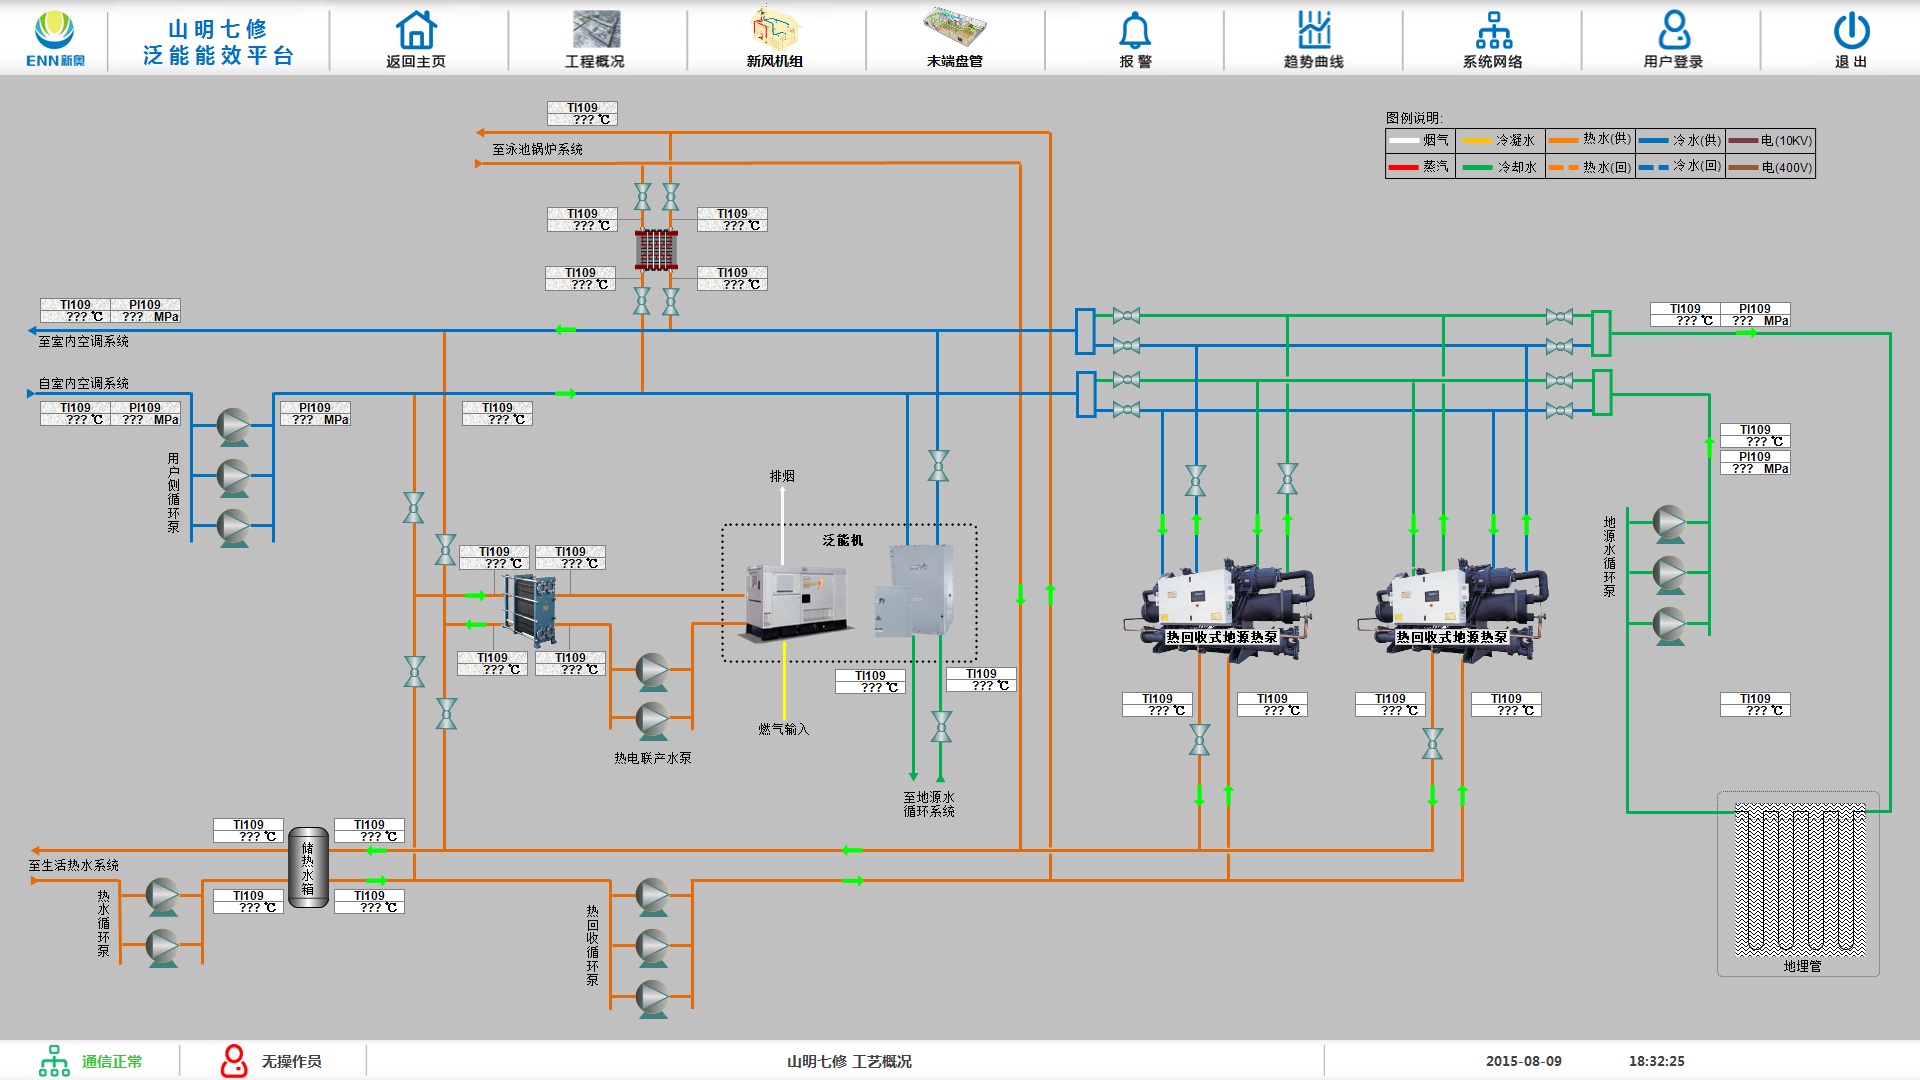 ENN新奥
山明七修
泛能能效平台
返回主页
工程概况
新风机组
末端盘管
报 警
趋势曲线
系统网络
用户登录
退 出
TI109
??? ℃
图例说明:
烟气
冷凝水
热水(供)
冷水(供)
电(10KV)
蒸汽
冷却水
热水(回)
冷水(回)
电(400V)
至泳池锅炉系统
TI109
??? ℃
TI109
??? ℃
TI109
??? ℃
TI109
??? ℃
TI109 PI109
??? ℃ ??? MPa
至室内空调系统
TI109 PI109
??? ℃ ??? MPa
自室内空调系统
TI109 PI109
??? ℃ ??? MPa
PI109
??? MPa
TI109
??? ℃
用户侧循环泵
TI109
??? ℃
PI109
??? MPa
排烟
泛能机
TI109
??? ℃
TI109
??? ℃
地源水循环泵
热回收式地源热泵
热回收式地源热泵
TI109
??? ℃
TI109
??? ℃
TI109
??? ℃
TI109
??? ℃
TI109
??? ℃
TI109
??? ℃
TI109
??? ℃
TI109
??? ℃
TI109
??? ℃
燃气输入
热电联产水泵
至地源水
循环系统
TI109
??? ℃
TI109
??? ℃
储热水箱
至生活热水系统
TI109
??? ℃
TI109
??? ℃
热水循环泵
热回收循环泵
地埋管
通信正常
无操作员
山明七修 工艺概况
2015-08-09
18:32:25